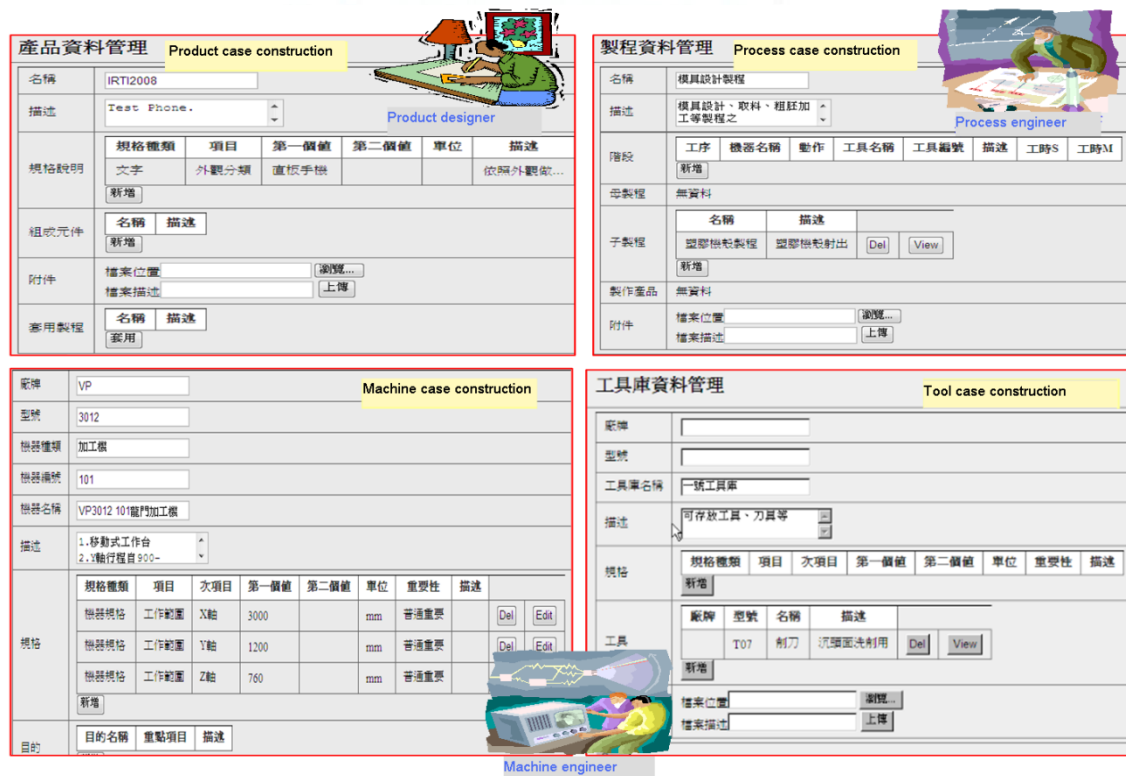 產品資料管理 Product case construction
名稱 IRTI2008
描述 Test Phone.
Product designer
規格說明
規格種類 項目 第一個值 第二個值 單位 描述
文字 外觀分類 直板手機 依照外觀做...
新增
組成元件
名稱 描述
新增
附件
檔案位置 瀏覽...
檔案描述 上傳
套用製程
名稱 描述
套用
製程資料管理 Process case construction
名稱 模具設計製程
描述 模具設計、取料、粗胚加
工等製程之
Process engineer
階段
工序 機器名稱 動作 工具名稱 工具編號 描述 工時S 工時M
新增
母製程 無資料
子製程
名稱 描述
塑膠機殼製程 塑膠機殼射出 Del View
新增
製作產品 無資料
附件
檔案位置 瀏覽...
檔案描述 上傳
Machine case construction
廠牌 VP
型號 3012
機器種類 加工機
機器編號 101
機器名稱 VP3012 101龍門加工機
描述 1.移動式工作台
2.Y軸行程自900~
規格
規格種類 項目 次項目 第一個值 第二個值 單位 重要性 描述
機器規格 工作範圍 X軸 3000 mm 普通重要 Del Edit
機器規格 工作範圍 Y軸 1200 mm 普通重要 Del Edit
機器規格 工作範圍 Z軸 760 mm 普通重要
新增
目的
目的名稱 重點項目 描述
Machine engineer
工具庫資料管理 Tool case construction
廠牌
型號
工具庫名稱 一號工具庫
描述 可存放工具、刀具等
規格
規格種類 項目 次項目 第一個值 第二個值 單位 重要性 描述
新增
工具
廠牌 型號 名稱 描述
T07 銑刀 沉頭面洗削用 Del View
新增
檔案位置 瀏覽...
檔案描述 上傳